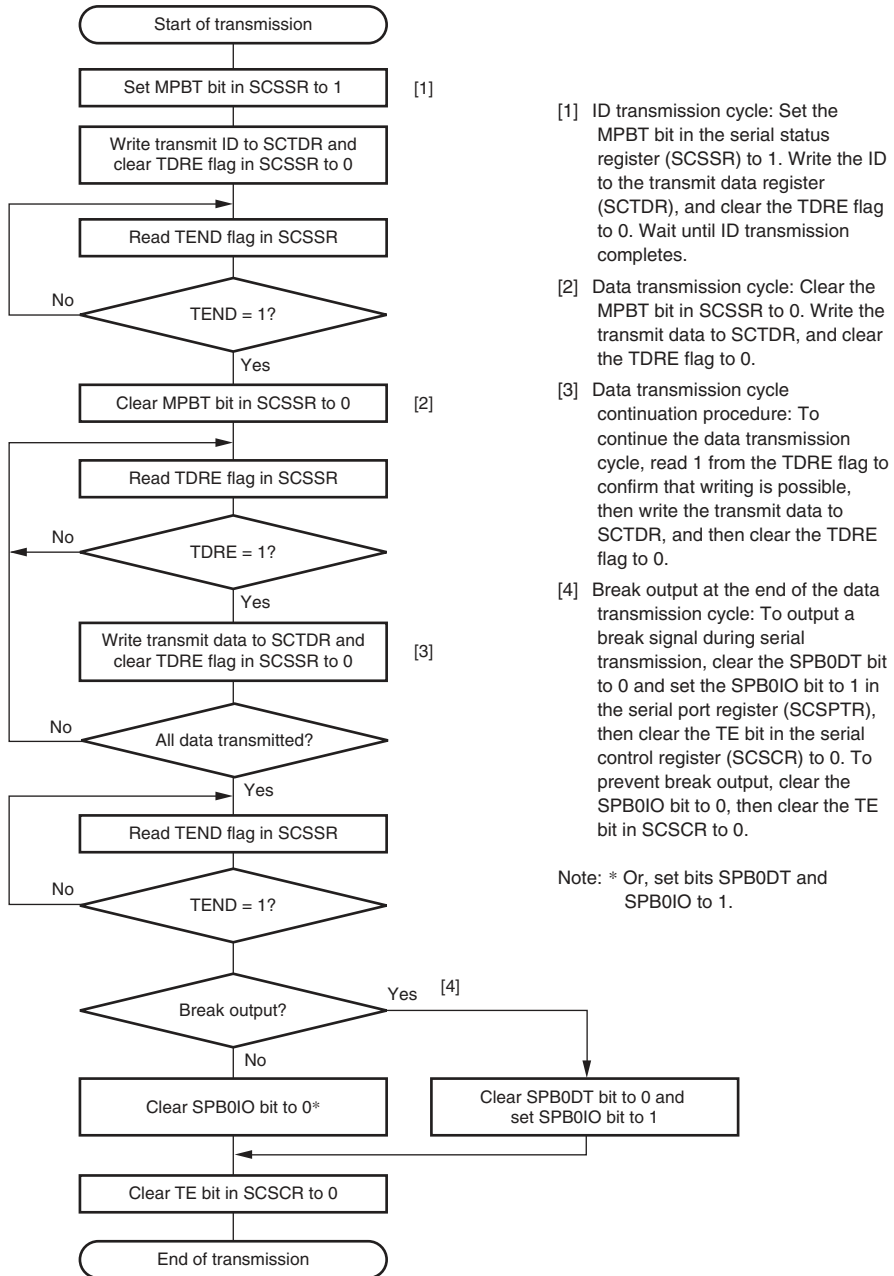 Start of transmission
Set MPBT bit in SCSSR to 1
[1]
Write transmit ID to SCTDR and
clear TDRE flag in SCSSR to 0
Read TEND flag in SCSSR
No
TEND = 1?
Yes
Clear MPBT bit in SCSSR to 0
[2]
Read TDRE flag in SCSSR
No
TDRE = 1?
Yes
Write transmit data to SCTDR and
clear TDRE flag in SCSSR to 0
[3]
No
All data transmitted?
Yes
Read TEND flag in SCSSR
No
TEND = 1?
Break output?
Yes
[4]
No
Clear SPB0IO bit to 0*
Clear SPB0DT bit to 0 and
set SPB0IO bit to 1
Clear TE bit in SCSCR to 0
End of transmission
[1] ID transmission cycle: Set the
MPBT bit in the serial status
register (SCSSR) to 1. Write the ID
to the transmit data register
(SCTDR), and clear the TDRE flag
to 0. Wait until ID transmission
completes.
[2] Data transmission cycle: Clear the
MPBT bit in SCSSR to 0. Write the
transmit data to SCTDR, and clear
the TDRE flag to 0.
[3] Data transmission cycle
continuation procedure: To
continue the data transmission
cycle, read 1 from the TDRE flag to
confirm that writing is possible,
then write the transmit data to
SCTDR, and then clear the TDRE
flag to 0.
[4] Break output at the end of the data
transmission cycle: To output a
break signal during serial
transmission, clear the SPB0DT bit
to 0 and set the SPB0IO bit to 1 in
the serial port register (SCSPTR),
then clear the TE bit in the serial
control register (SCSCR) to 0. To
prevent break output, clear the
SPB0IO bit to 0, then clear the TE
bit in SCSCR to 0.
Note: * Or, set bits SPB0DT and
SPB0IO to 1.